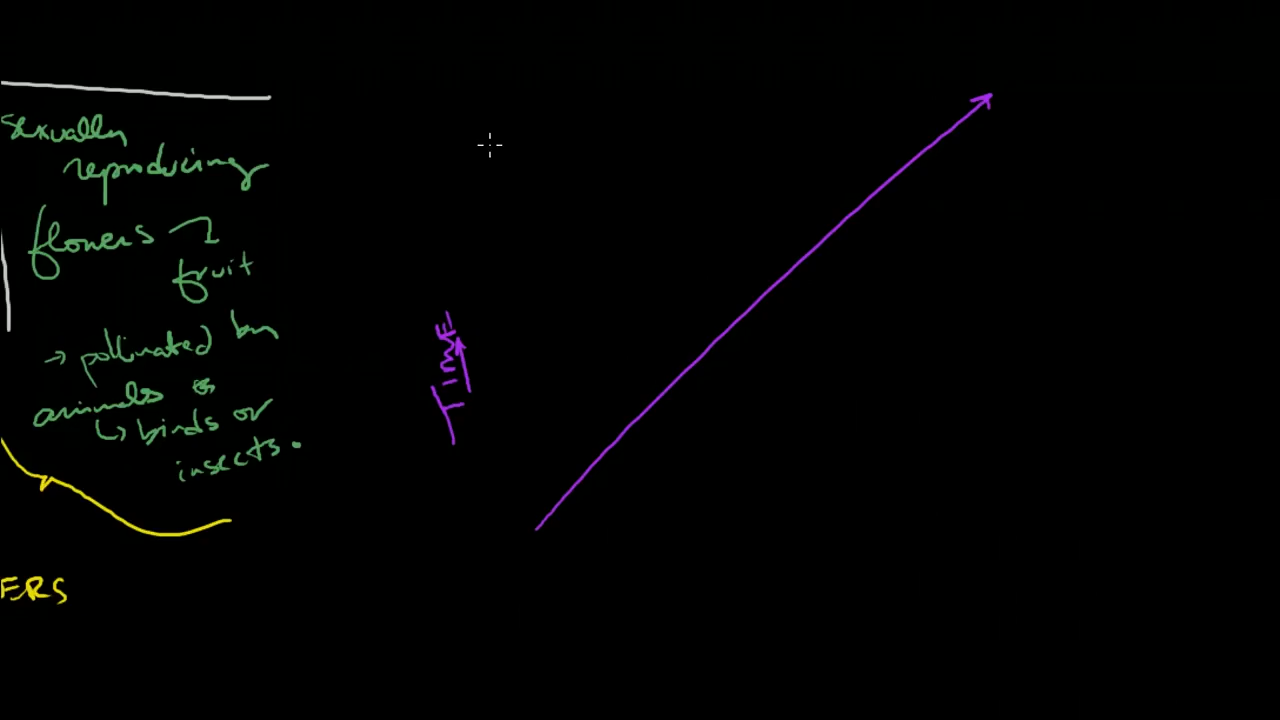 sexually
reproducing
flowers
fruit
→ pollinated by
animals
↳ birds or
insects.
TIME
ERS